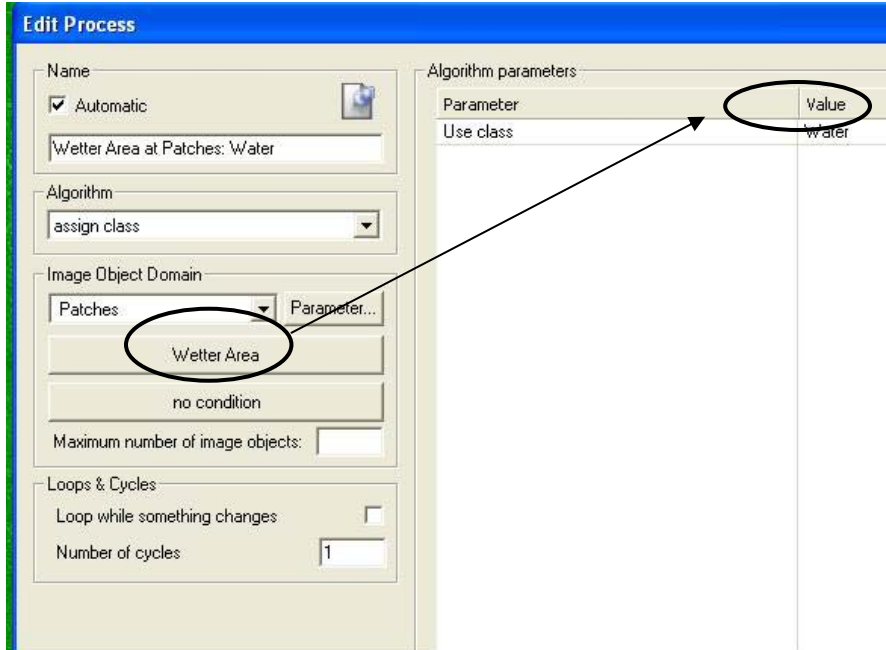 Edit Process
Name
Automatic
Wetter Area at Patches: Water
Algorithm
assign class
Image Object Domain
Patches
Parameter...
Wetter Area
no condition
Maximum number of image objects:
Loops & Cycles
Loop while something changes
Number of cycles 1
Algorithm parameters
Parameter Value
Use class Water